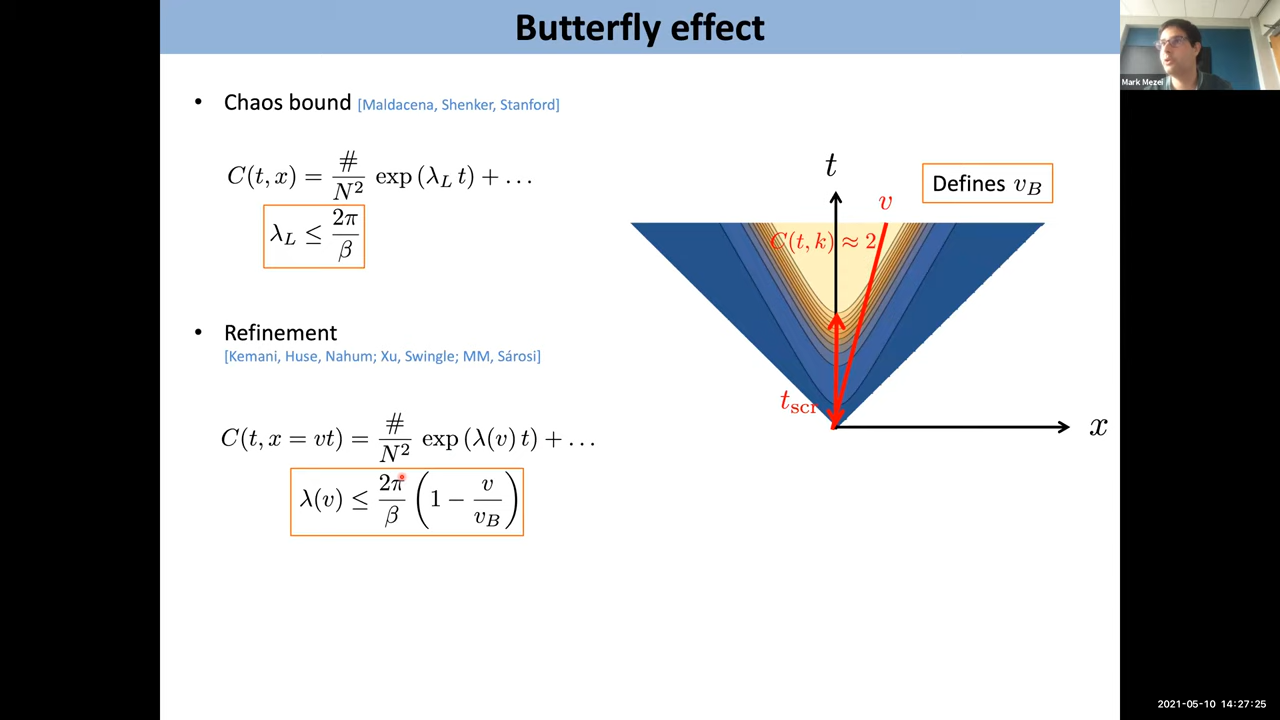 Butterfly effect
Mark Mezei
• Chaos bound [Maldacena, Shenker, Stanford]
C(t, x) = #/N² exp (λ_L t) + …
λ_L ≤ 2π/β
t
Defines v_B
v
C(t, k) ≈ 2
t_scr
x
• Refinement
[Kemani, Huse, Nahum; Xu, Swingle; MM, Sárosi]
C(t, x = vt) = #/N² exp (λ(v) t) + …
λ(v) ≤ 2π/β (1 − v/v_B)
2021-05-10 14:27:25